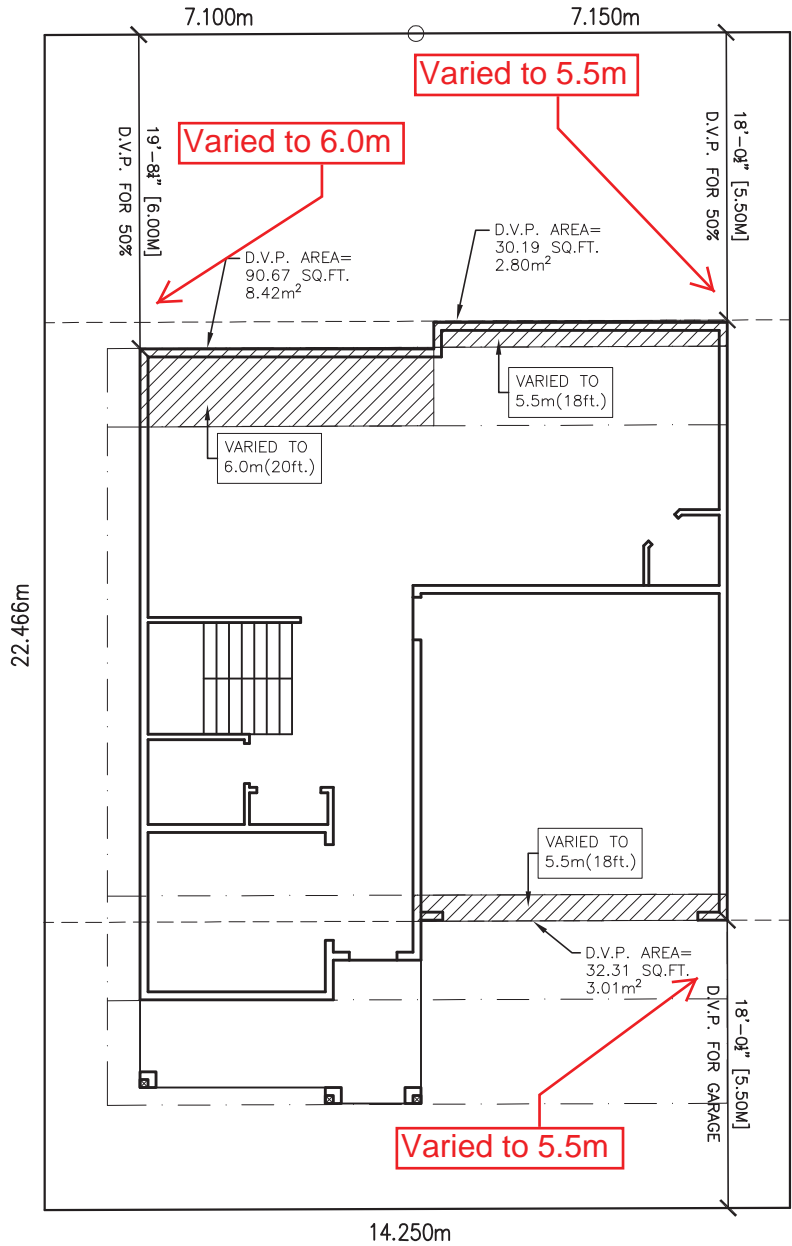 7.100m
7.150m
Varied to 5.5m
Varied to 6.0m
19'-8¼" [6.00M]
D.V.P. FOR 50%
18'-0½" [5.50M]
D.V.P. FOR 50%
D.V.P. AREA=
90.67 SQ.FT.
8.42m²
D.V.P. AREA=
30.19 SQ.FT.
2.80m²
VARIED TO
5.5m(18ft.)
VARIED TO
6.0m(20ft.)
22.466m
VARIED TO
5.5m(18ft.)
D.V.P. AREA=
32.31 SQ.FT.
3.01m²
18'-0½" [5.50M]
D.V.P. FOR GARAGE
Varied to 5.5m
14.250m